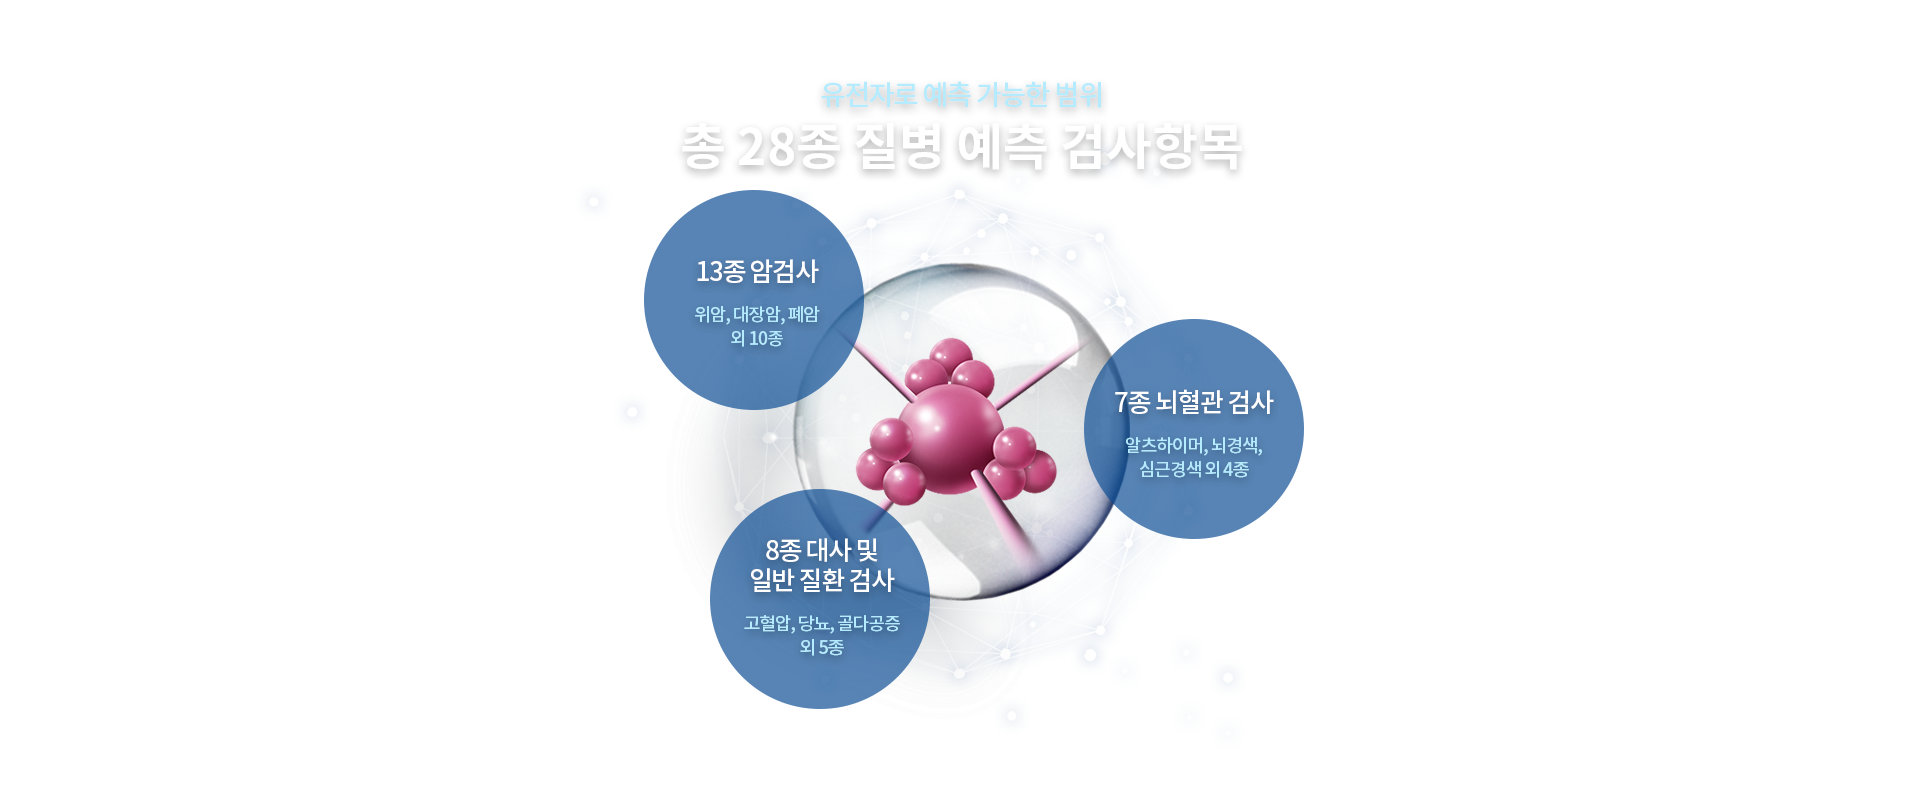 유전자로 예측 가능한 범위
총 28종 질병 예측 검사항목
13종 암검사
위암, 대장암, 폐암
외 10종
7종 뇌혈관 검사
알츠하이머, 뇌경색,
심근경색 외 4종
8종 대사 및
일반 질환 검사
고혈압, 당뇨, 골다공증
외 5종